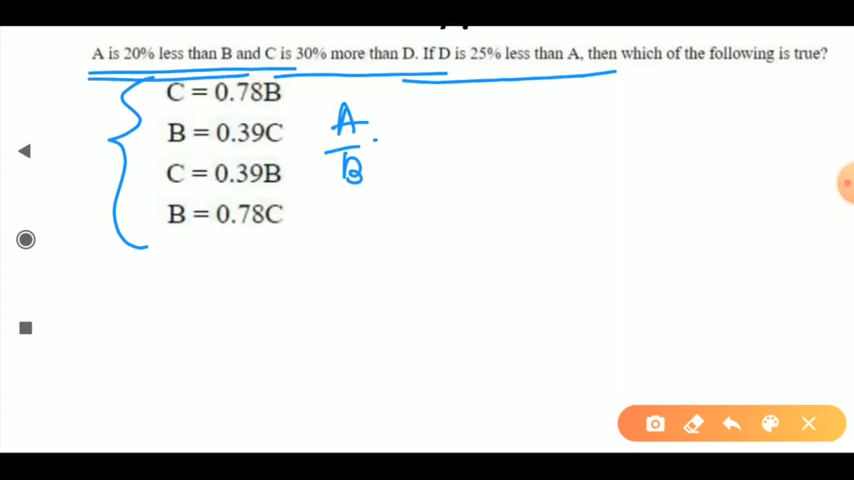 A is 20% less than B and C is 30% more than D. If D is 25% less than A, then which of the following is true?
C = 0.78B
B = 0.39C
C = 0.39B
B = 0.78C
A
B